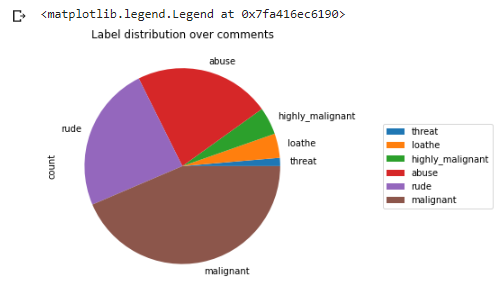 <matplotlib.legend.Legend at 0x7fa416ec6190>
Label distribution over comments
abuse
highly_malignant
rude
loathe
threat
count
malignant
threat
loathe
highly_malignant
abuse
rude
malignant